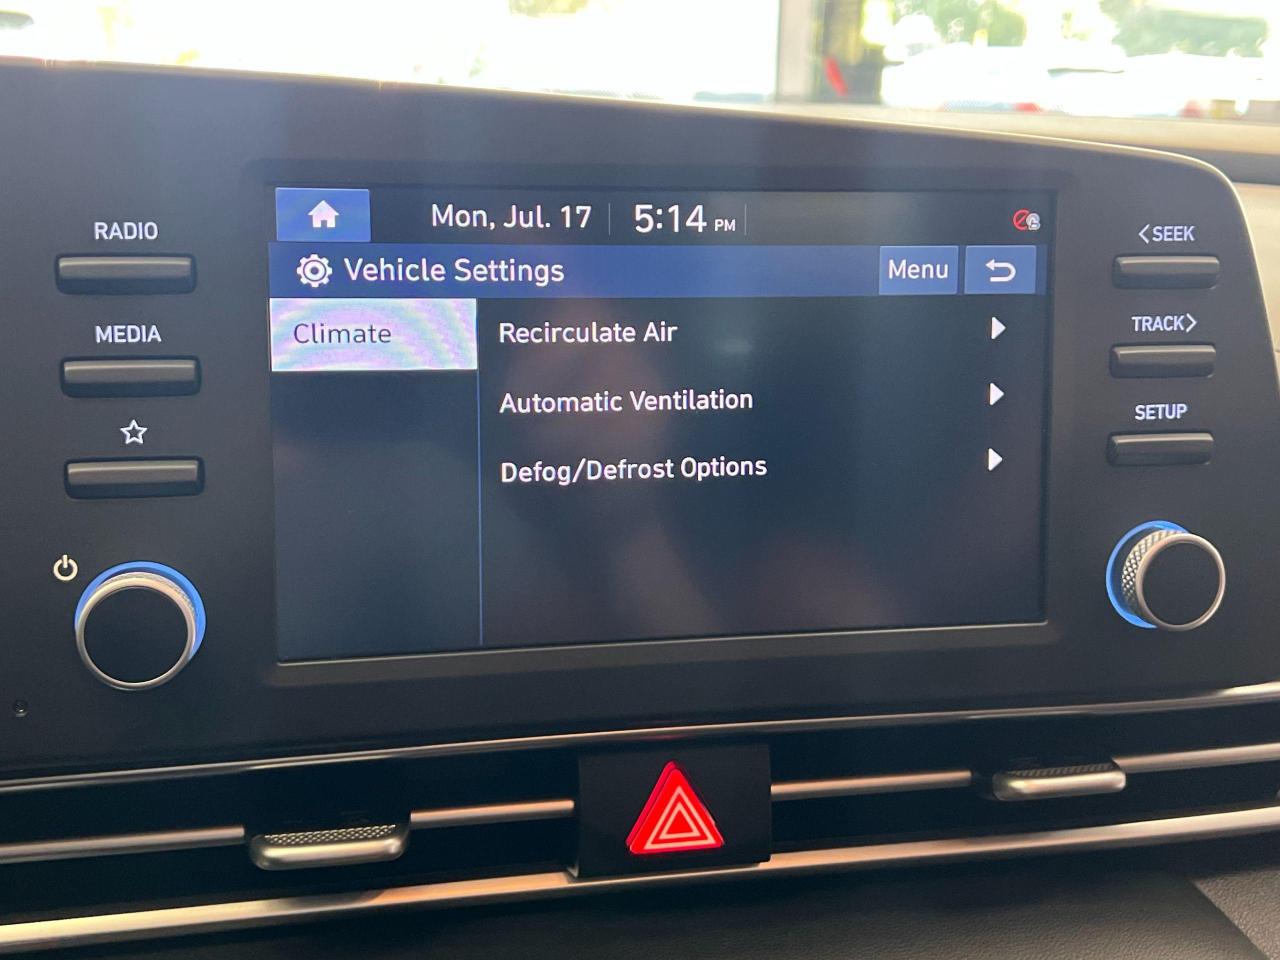 Mon, Jul. 17 5:14 PM
Vehicle Settings Menu
Climate
Recirculate Air
Automatic Ventilation
Defog/Defrost Options
RADIO
MEDIA
<SEEK
TRACK>
SETUP